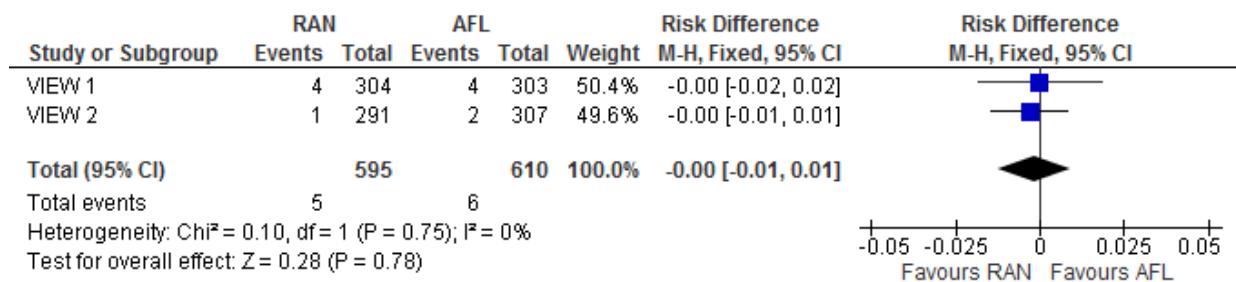 RAN AFL Risk Difference Risk Difference
Study or Subgroup Events Total Events Total Weight M-H, Fixed, 95% CI M-H, Fixed, 95% CI
VIEW 1 4 304 4 303 50.4% -0.00 [-0.02, 0.02]
VIEW 2 1 291 2 307 49.6% -0.00 [-0.01, 0.01]
Total (95% CI) 595 610 100.0% -0.00 [-0.01, 0.01]
Total events 5 6
Heterogeneity: Chi² = 0.10, df = 1 (P = 0.75); I² = 0%
Test for overall effect: Z = 0.28 (P = 0.78)
-0.05 -0.025 0 0.025 0.05
Favours RAN Favours AFL